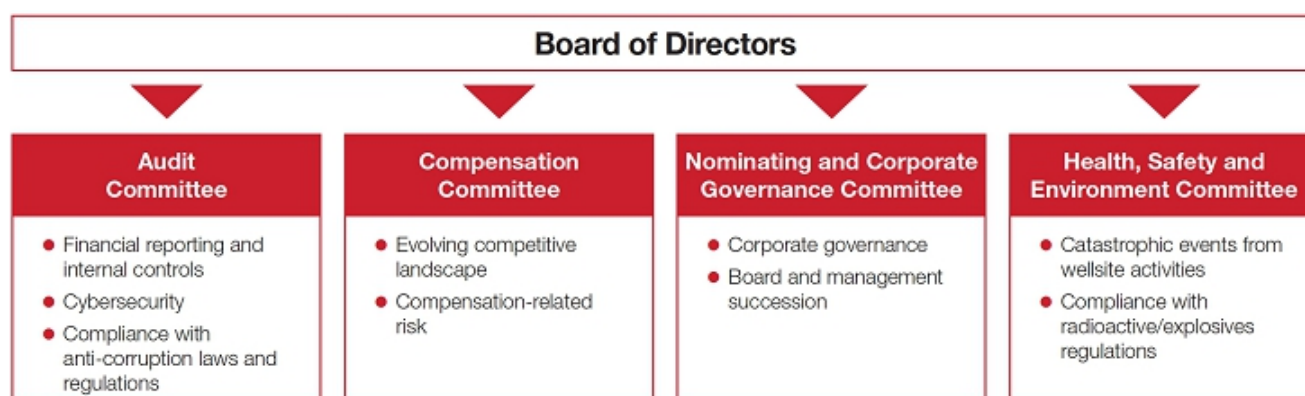 Board of Directors
Audit
Committee
Financial reporting and
internal controls
Cybersecurity
Compliance with
anti-corruption laws and
regulations
Compensation
Committee
Evolving competitive
landscape
Compensation-related
risk
Nominating and Corporate
Governance Committee
Corporate governance
Board and management
succession
Health, Safety and
Environment Committee
Catastrophic events from
wellsite activities
Compliance with
radioactive/explosives
regulations